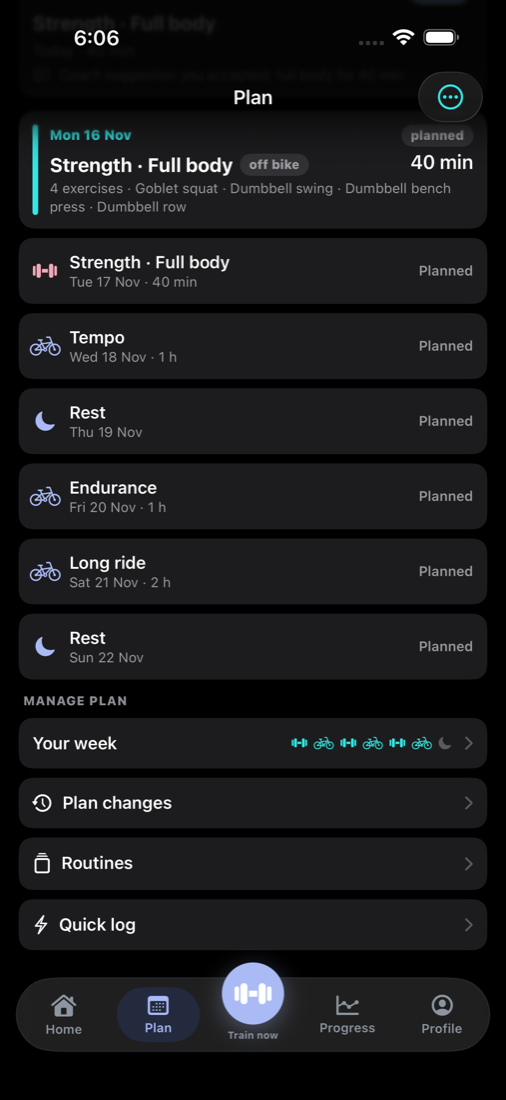 Strength · Full body
6:06
Plan
Mon 16 Nov
planned
Strength · Full body
off bike
40 min
4 exercises · Goblet squat · Dumbbell swing · Dumbbell bench
press · Dumbbell row
Strength · Full body
Tue 17 Nov · 40 min
Planned
Tempo
Wed 18 Nov · 1 h
Planned
Rest
Thu 19 Nov
Planned
Endurance
Fri 20 Nov · 1 h
Planned
Long ride
Sat 21 Nov · 2 h
Planned
Rest
Sun 22 Nov
Planned
MANAGE PLAN
Your week
Plan changes
Routines
Quick log
Home
Plan
Train now
Progress
Profile